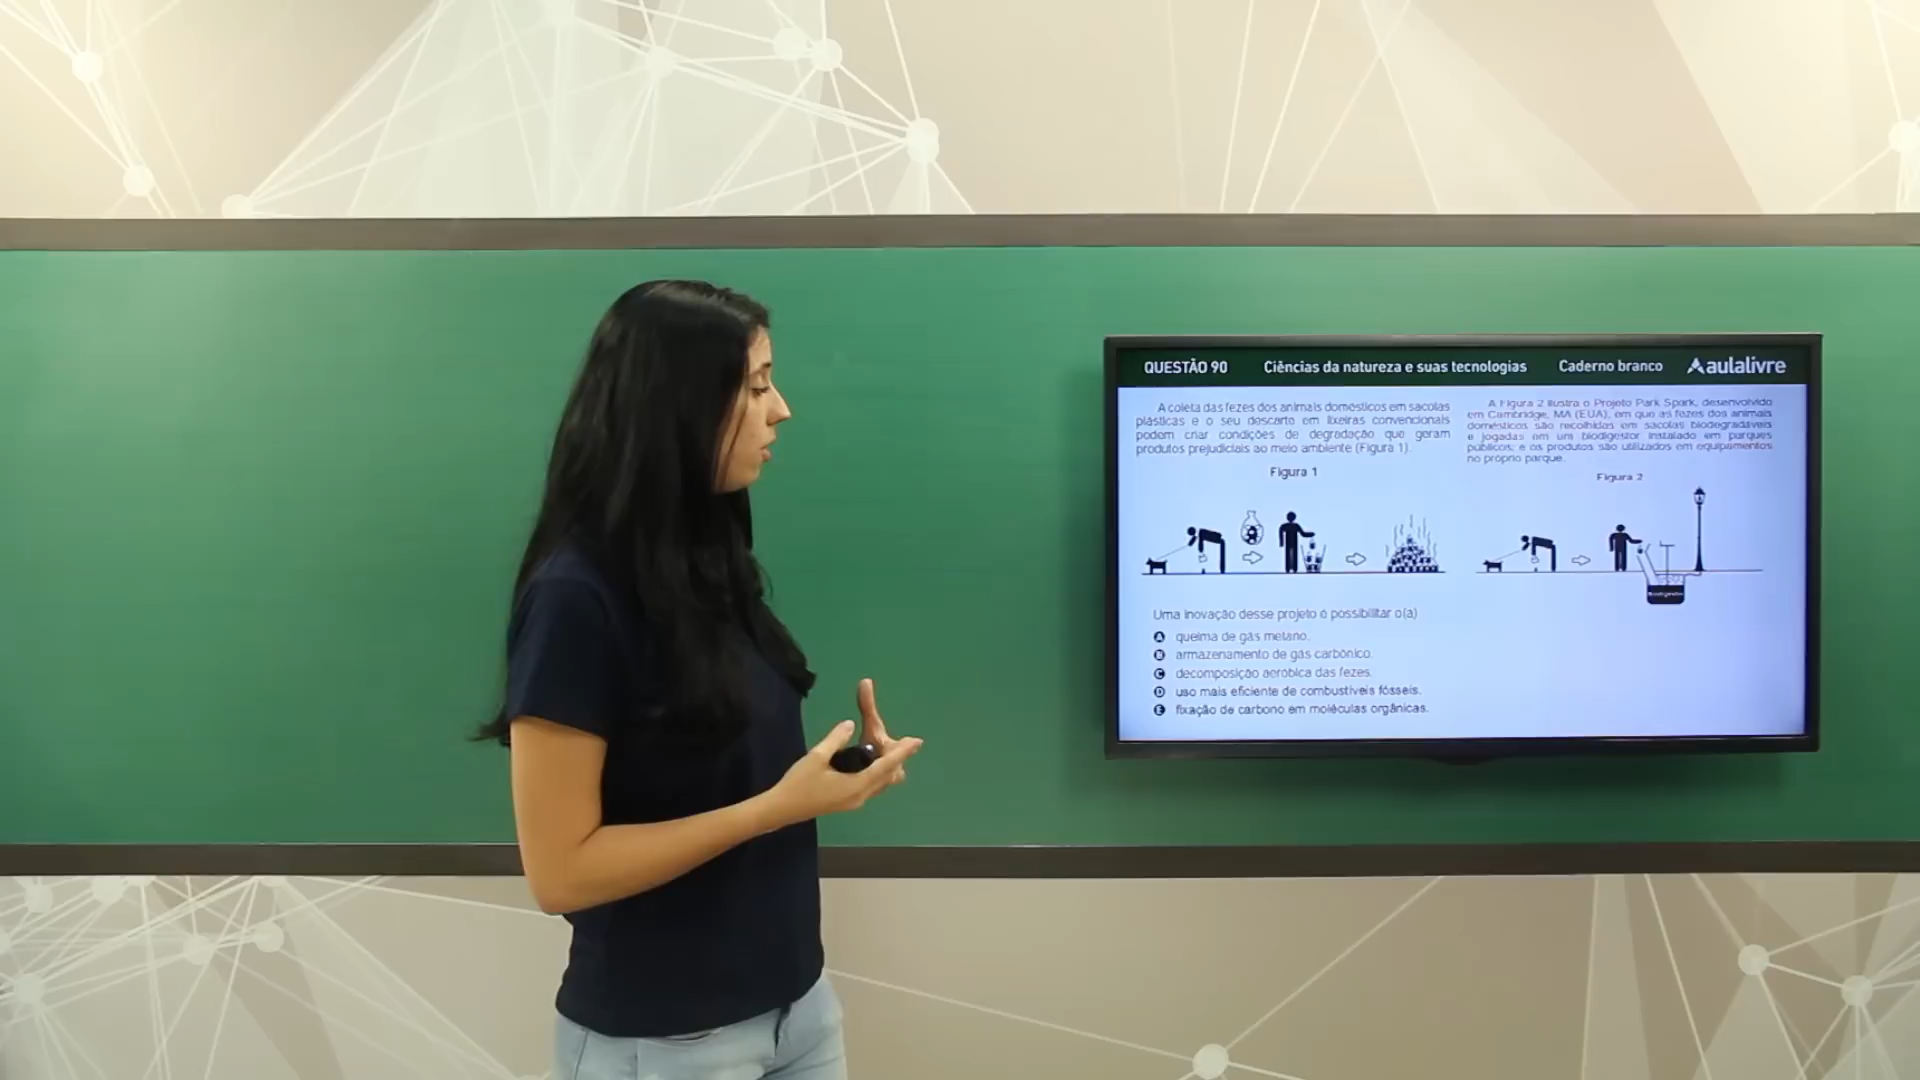 QUESTÃO 90 Ciências da natureza e suas tecnologias Caderno branco aulalivre
A coleta das fezes dos animais domésticos em sacolas
plásticas e o seu descarte em lixeiras convencionais
podem criar condições de degradação que geram
produtos prejudiciais ao meio ambiente (Figura 1).
Figura 1
A Figura 2 ilustra o Projeto Park Spark, desenvolvido
em Cambridge, MA (EUA), em que as fezes dos animais
domésticos são recolhidas em sacolas biodegradáveis
e jogadas em um biodigestor instalado em parques
públicos; e os produtos são utilizados em equipamentos
no próprio parque.
Figura 2
Biodigestor
Uma inovação desse projeto é possibilitar o(a)
A queima de gás metano.
B armazenamento de gás carbônico.
C decomposição aeróbica das fezes.
D uso mais eficiente de combustíveis fósseis.
E fixação de carbono em moléculas orgânicas.